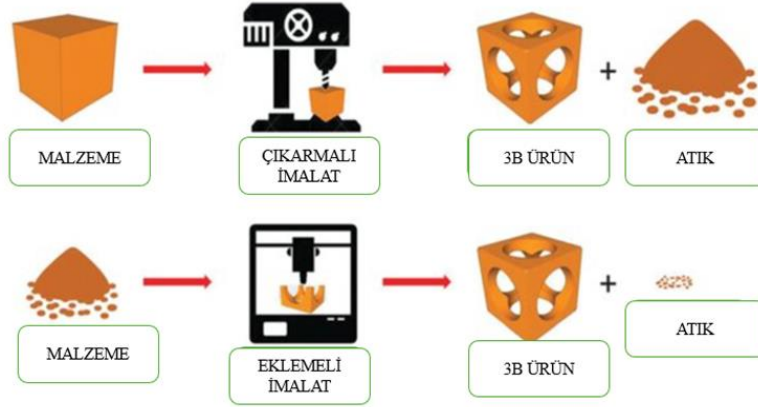 MALZEME
ÇIKARMALI
İMALAT
3B ÜRÜN
+
ATIK
MALZEME
EKLEMELİ
İMALAT
3B ÜRÜN
+
ATIK